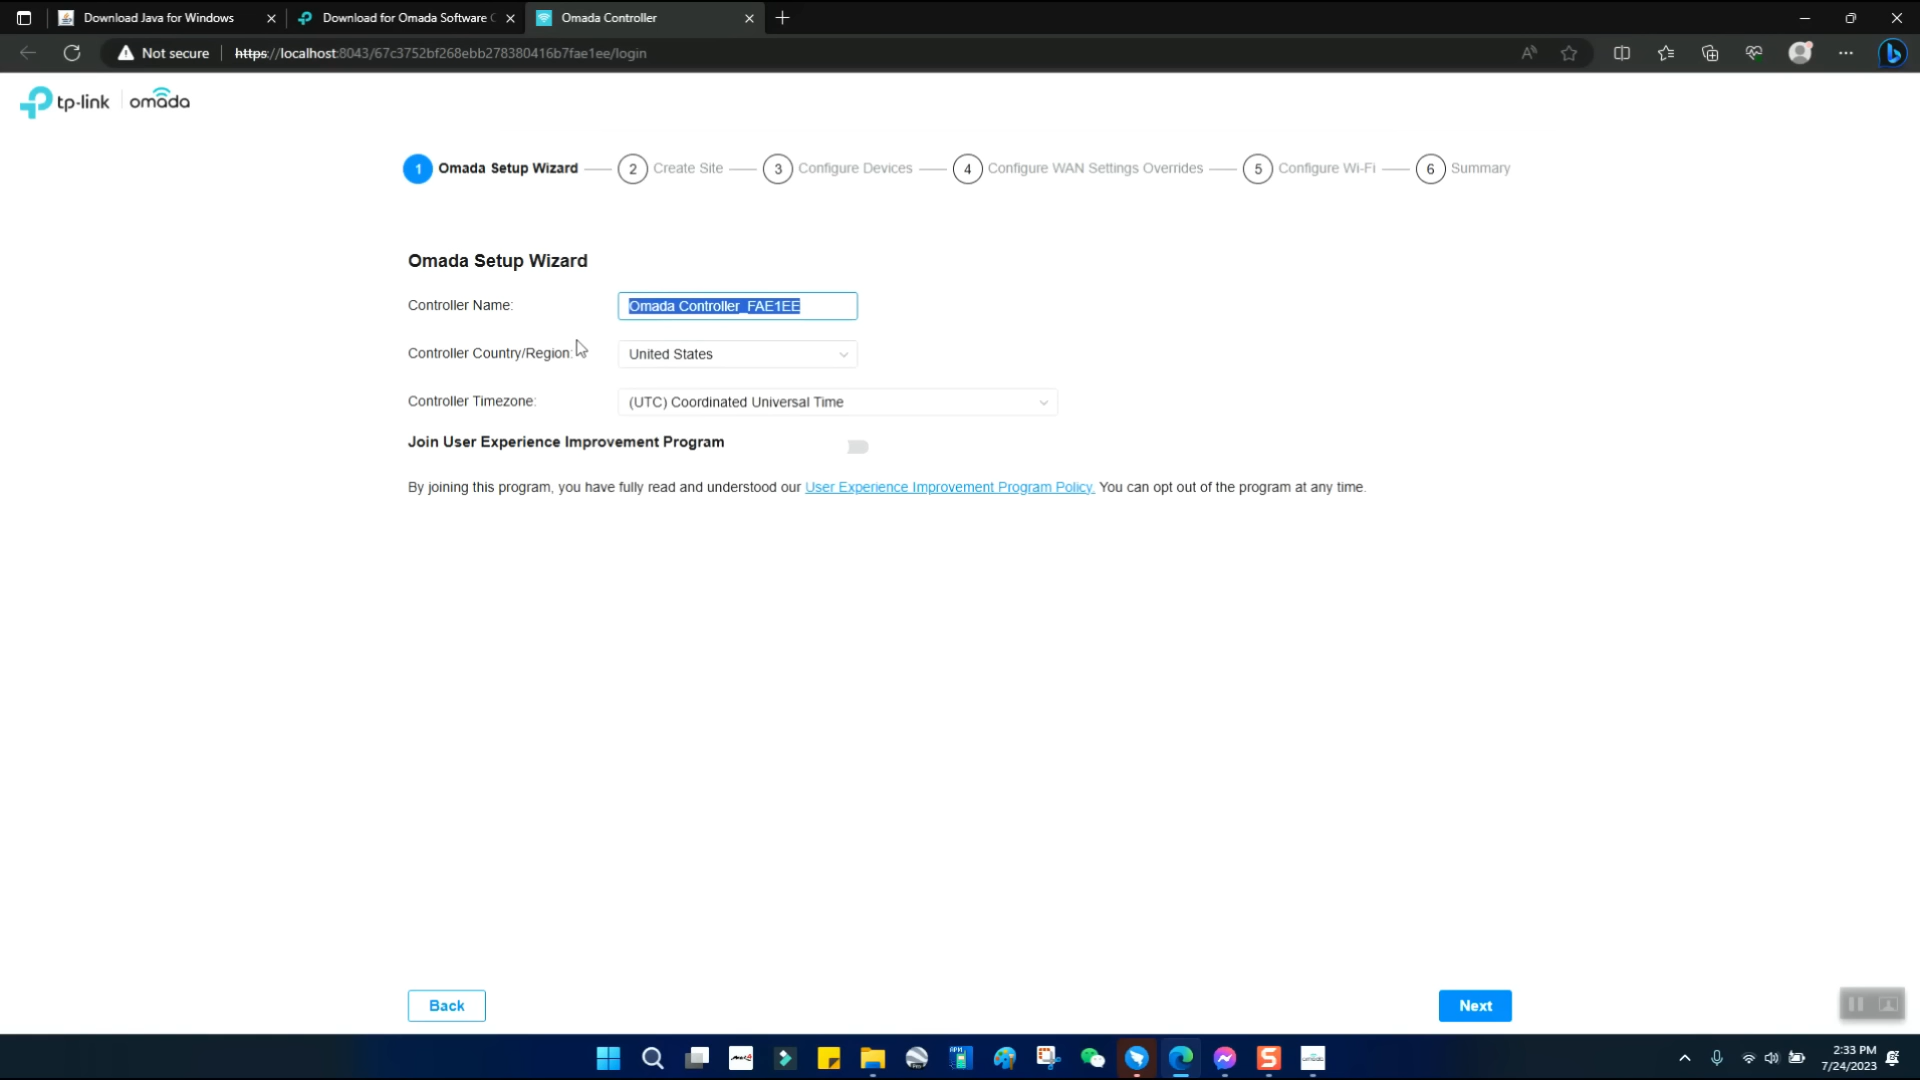 Download Java for Windows
Download for Omada Software C
Omada Controller
Not secure
https://localhost:8043/67c3752bf268ebb278380416b7fae1ee/login
tp-link | omada
1 Omada Setup Wizard
2 Create Site
3 Configure Devices
4 Configure WAN Settings Overrides
5 Configure Wi-Fi
6 Summary
Omada Setup Wizard
Controller Name: Omada Controller_FAE1EE
Controller Country/Region: United States
Controller Timezone: (UTC) Coordinated Universal Time
Join User Experience Improvement Program
By joining this program, you have fully read and understood our User Experience Improvement Program Policy. You can opt out of the program at any time.
Back
Next
2:33 PM
7/24/2023